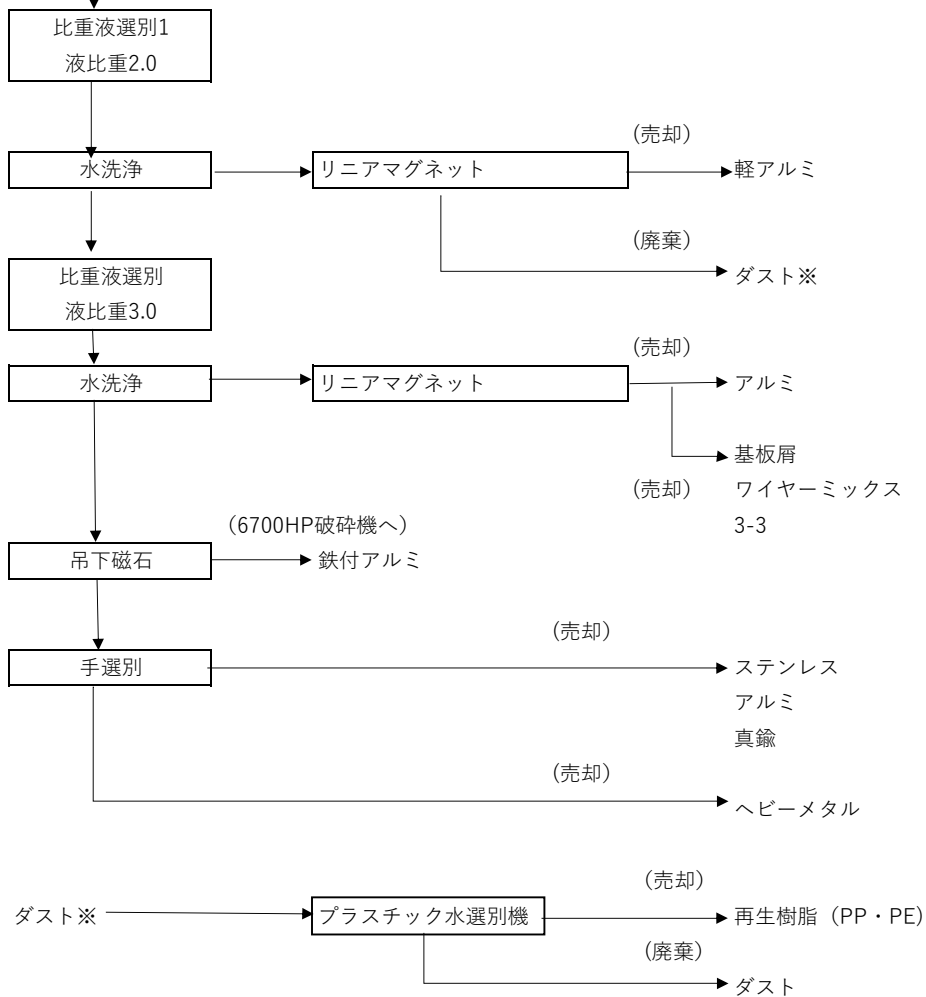 比重液選別1
液比重2.0
(売却)
水洗浄
リニアマグネット
軽アルミ
(廃棄)
ダスト※
比重液選別
液比重3.0
(売却)
水洗浄
リニアマグネット
アルミ
基板屑
(売却)
ワイヤーミックス
3-3
（6700HP破砕機へ）
吊下磁石
鉄付アルミ
(売却)
手選別
ステンレス
アルミ
真鍮
(売却)
ヘビーメタル
(売却)
ダスト※
プラスチック水選別機
再生樹脂（PP・PE）
(廃棄)
ダスト